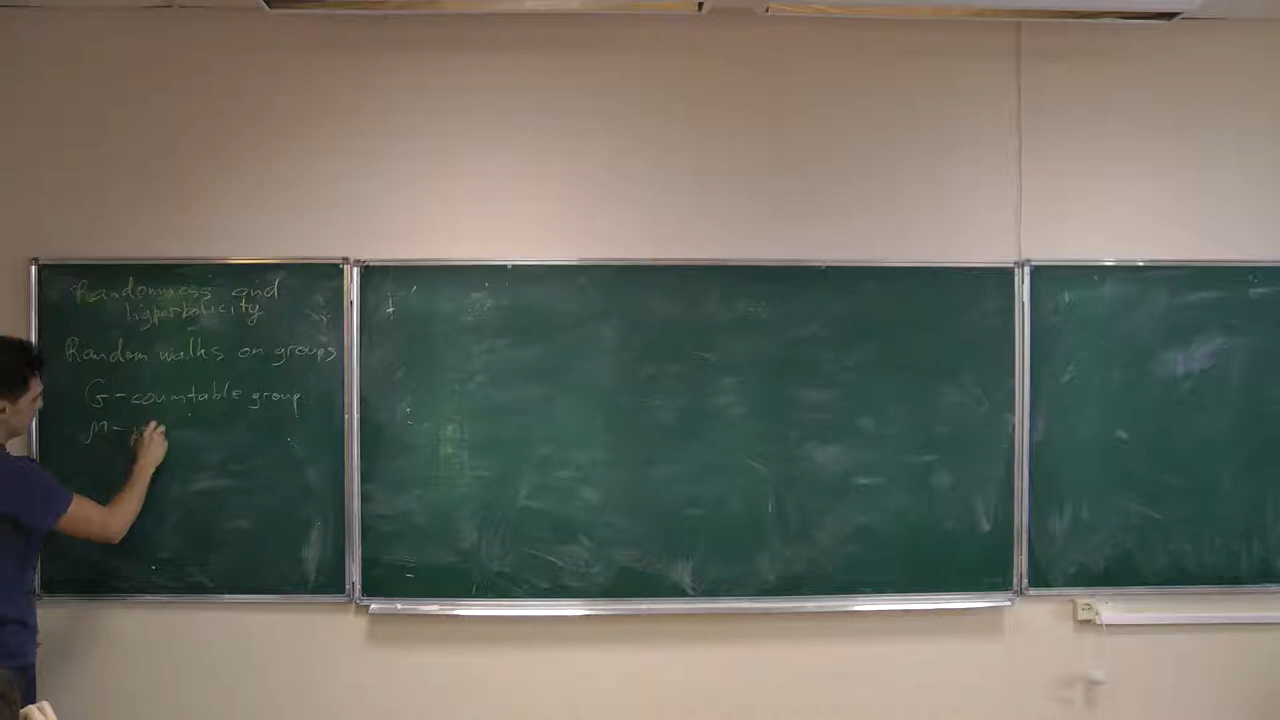 Randomness and
hyperbolicity
Random walks on groups
G - countable group.
μ -